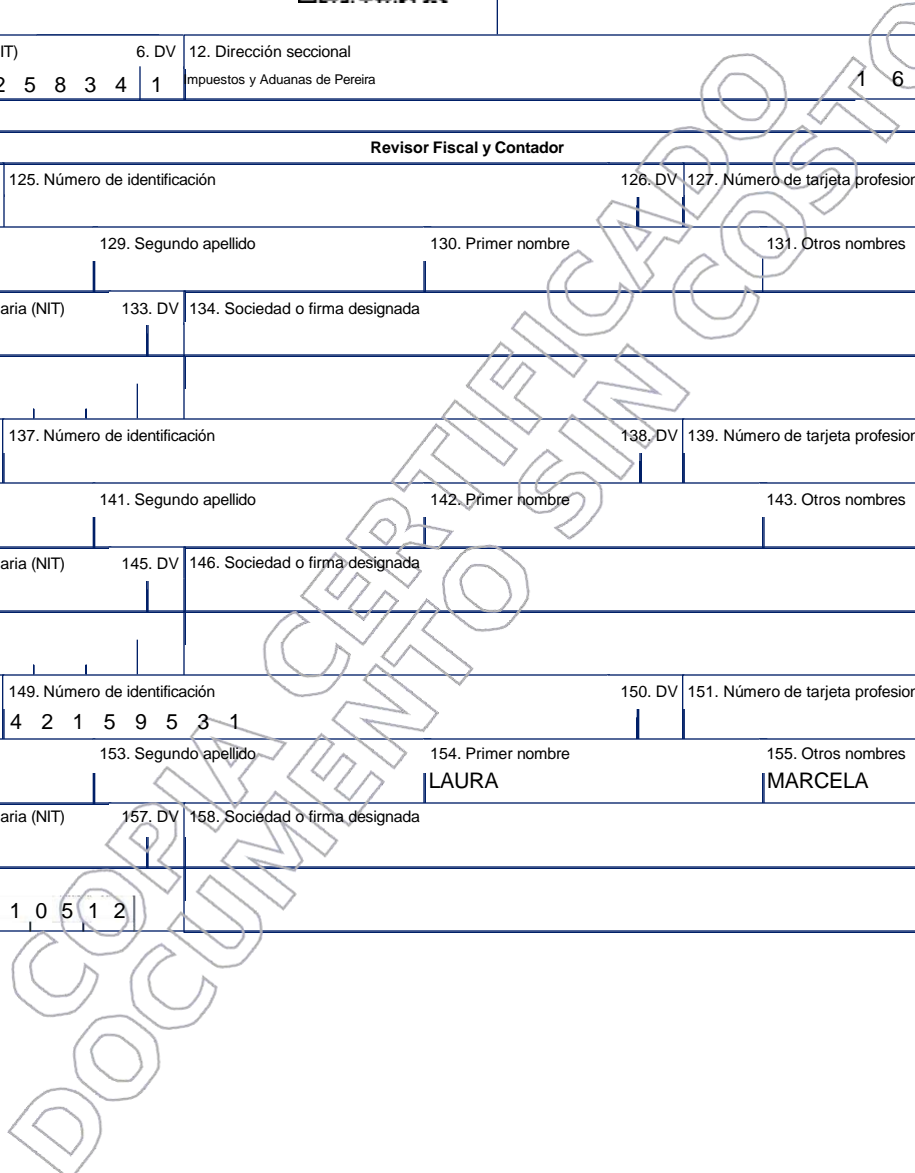 IT) 6. DV 12. Dirección seccional
2 5 8 3 4 1 Impuestos y Aduanas de Pereira 1 6
Revisor Fiscal y Contador
125. Número de identificación 126. DV 127. Número de tarjeta profesion
129. Segundo apellido 130. Primer nombre 131. Otros nombres
aria (NIT) 133. DV 134. Sociedad o firma designada
137. Número de identificación 138. DV 139. Número de tarjeta profesion
141. Segundo apellido 142. Primer nombre 143. Otros nombres
aria (NIT) 145. DV 146. Sociedad o firma designada
149. Número de identificación 150. DV 151. Número de tarjeta profesion
4 2 1 5 9 5 3 1
153. Segundo apellido 154. Primer nombre 155. Otros nombres
LAURA MARCELA
aria (NIT) 157. DV 158. Sociedad o firma designada
1 0 5 1 2
COPIA CERTIFICADO
DOCUMENTO SIN COSTO